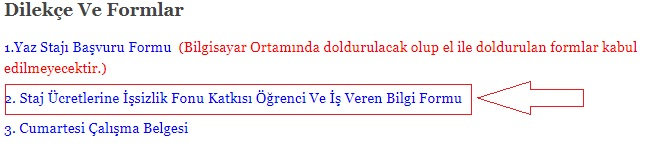 Dilekçe Ve Formlar
1.Yaz Stajı Başvuru Formu (Bilgisayar Ortamında doldurulacak olup el ile doldurulan formlar kabul
edilmeyecektir.)
2. Staj Ücretlerine İşsizlik Fonu Katkısı Öğrenci Ve İş Veren Bilgi Formu
3. Cumartesi Çalışma Belgesi